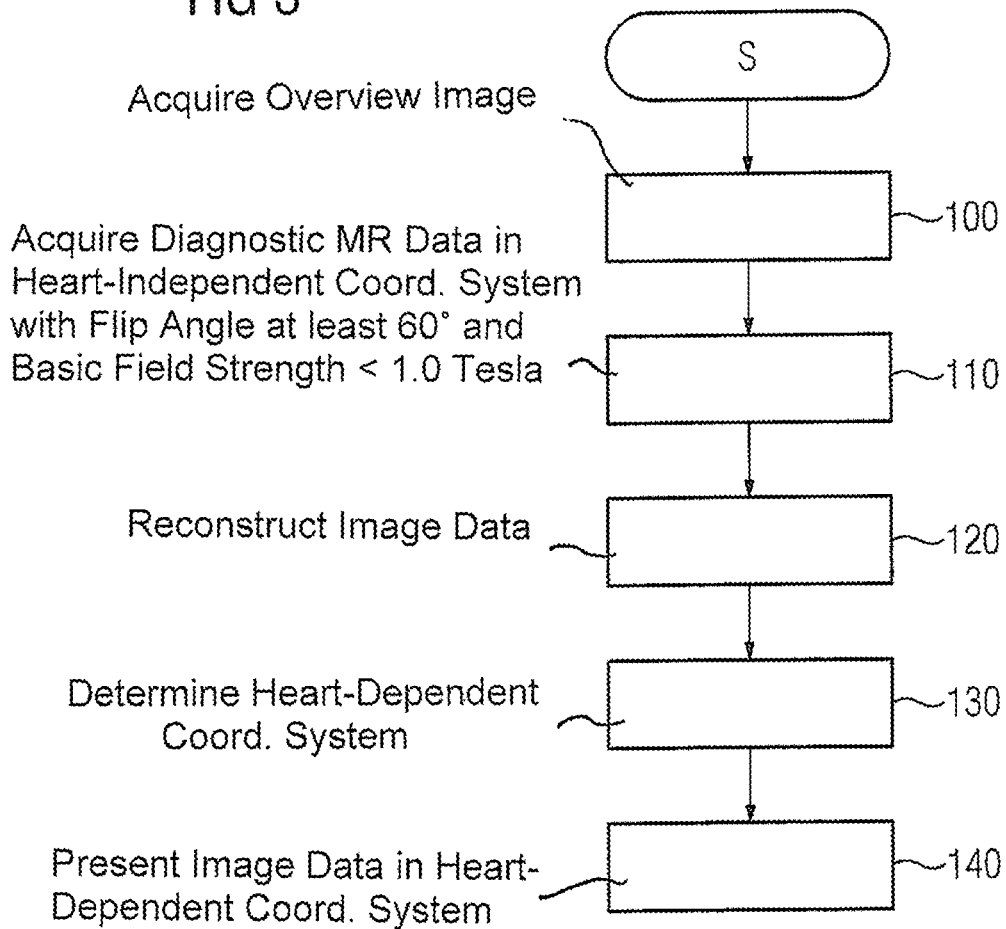 FIG 3
S
Acquire Overview Image
100
Acquire Diagnostic MR Data in
Heart-Independent Coord. System
with Flip Angle at least 60° and
Basic Field Strength < 1.0 Tesla
110
Reconstruct Image Data
120
Determine Heart-Dependent
Coord. System
130
Present Image Data in Heart-
Dependent Coord. System
140